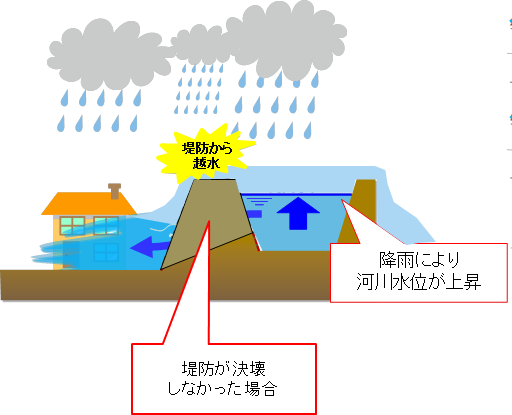 堤防から
越水
降雨により
河川水位が上昇
堤防が決壊
しなかった場合